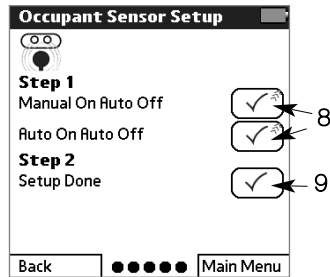 Occupant Sensor Setup
Step 1
Manual On Auto Off
8
Auto On Auto Off
Step 2
Setup Done
9
Back
Main Menu